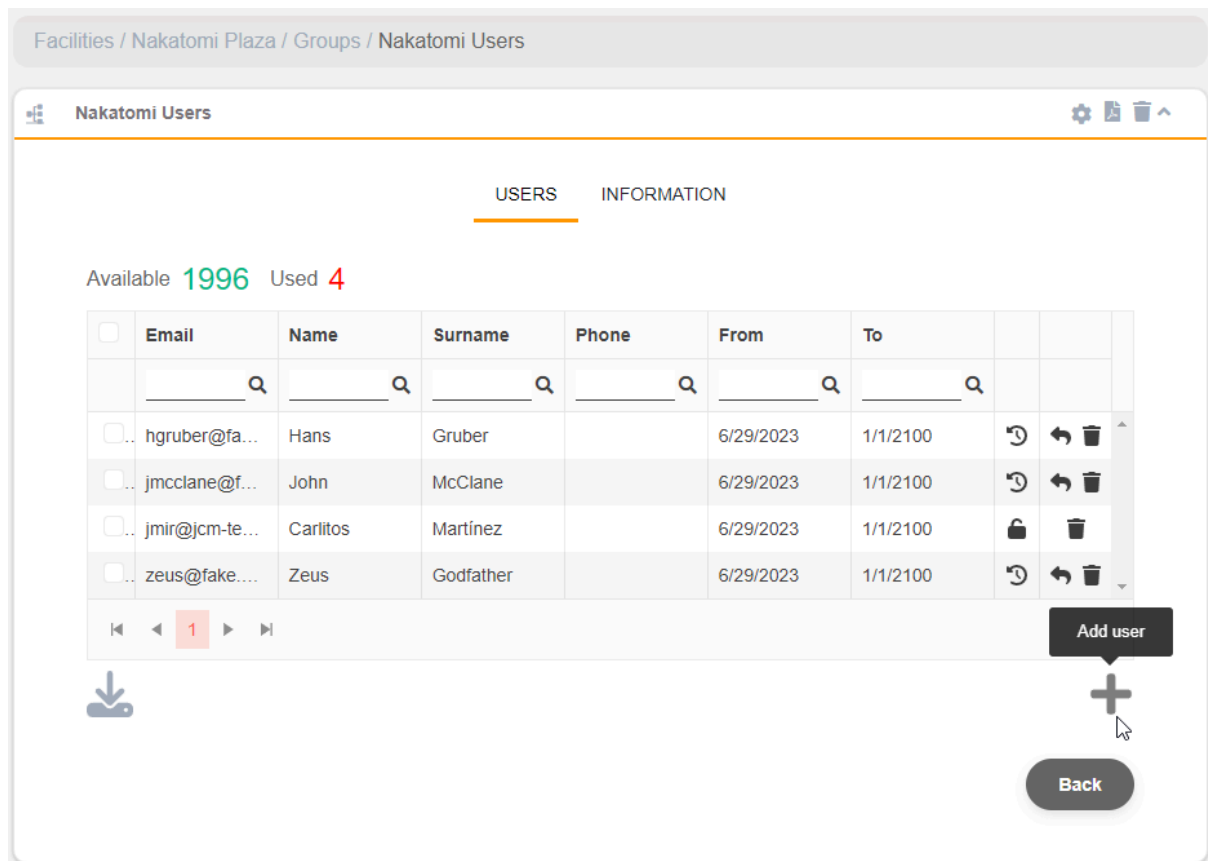 Facilities / Nakatomi Plaza / Groups / Nakatomi Users
Nakatomi Users
USERS INFORMATION
Available 1996 Used 4
Email Name Surname Phone From To
hgruber@fa... Hans Gruber 6/29/2023 1/1/2100
jmcclane@f... John McClane 6/29/2023 1/1/2100
jmir@jcm-te... Carlitos Martínez 6/29/2023 1/1/2100
zeus@fake.... Zeus Godfather 6/29/2023 1/1/2100
1
Add user
Back